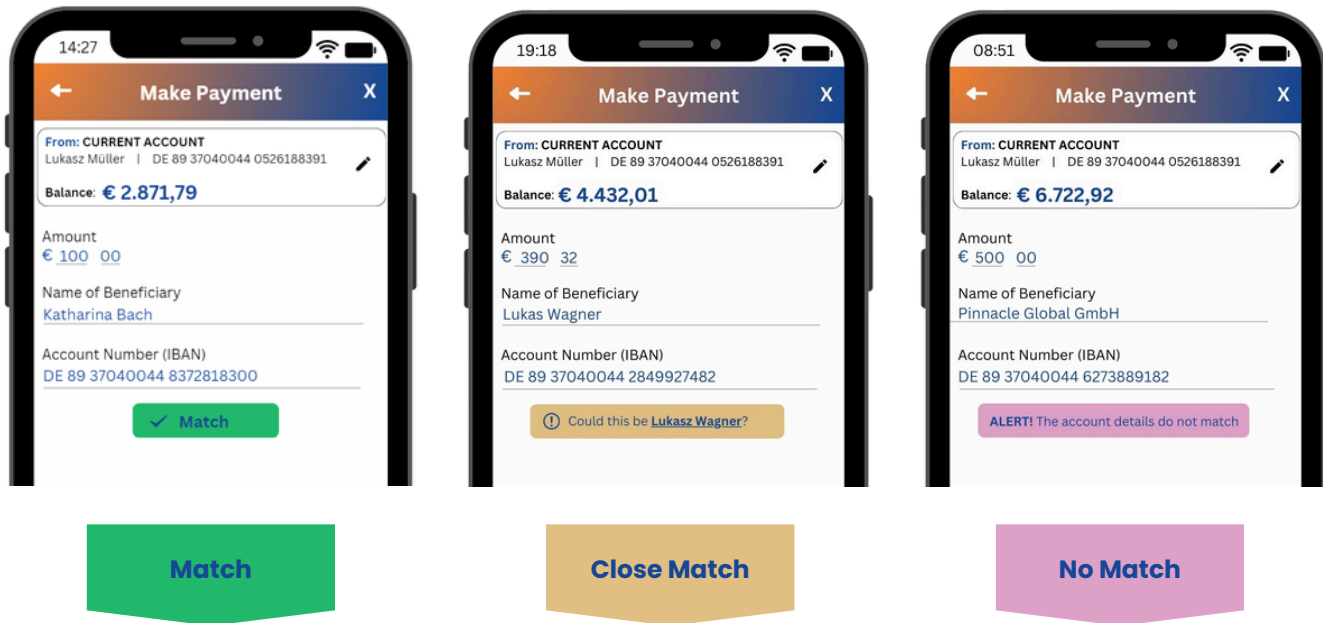 14:27
Make Payment X
From: CURRENT ACCOUNT
Lukasz Müller | DE 89 37040044 0526188391
Balance: € 2.871,79
Amount
€ 100 00
Name of Beneficiary
Katharina Bach
Account Number (IBAN)
DE 89 37040044 8372818300
Match
Match
19:18
Make Payment X
From: CURRENT ACCOUNT
Lukasz Müller | DE 89 37040044 0526188391
Balance: € 4.432,01
Amount
€ 390 32
Name of Beneficiary
Lukas Wagner
Account Number (IBAN)
DE 89 37040044 2849927482
Could this be Lukasz Wagner?
Close Match
08:51
Make Payment X
From: CURRENT ACCOUNT
Lukasz Müller | DE 89 37040044 0526188391
Balance: € 6.722,92
Amount
€ 500 00
Name of Beneficiary
Pinnacle Global GmbH
Account Number (IBAN)
DE 89 37040044 6273889182
ALERT! The account details do not match
No Match